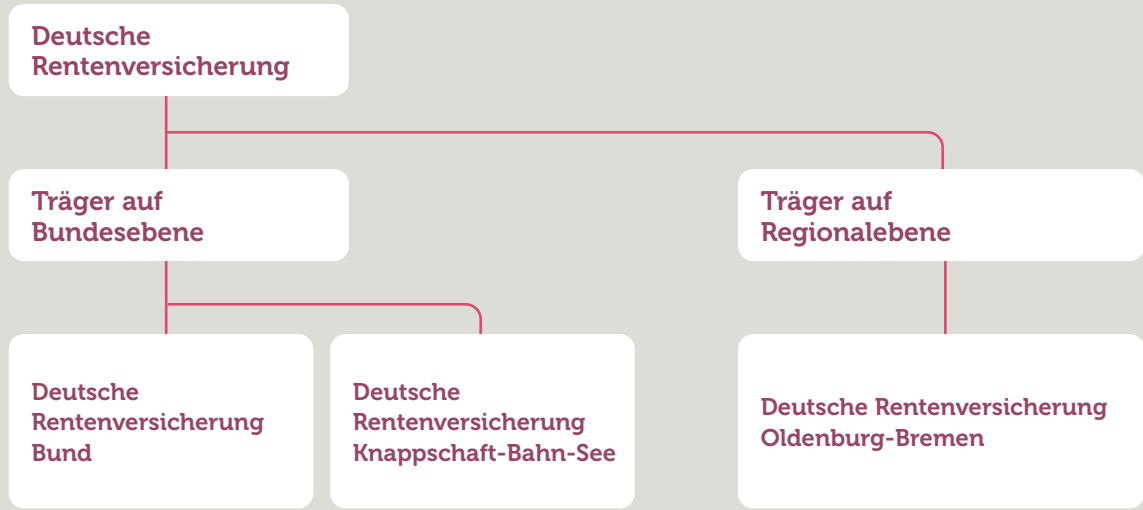 Deutsche
Rentenversicherung
Träger auf
Bundesebene
Träger auf
Regionalebene
Deutsche
Rentenversicherung
Bund
Deutsche
Rentenversicherung
Knappschaft-Bahn-See
Deutsche Rentenversicherung
Oldenburg-Bremen